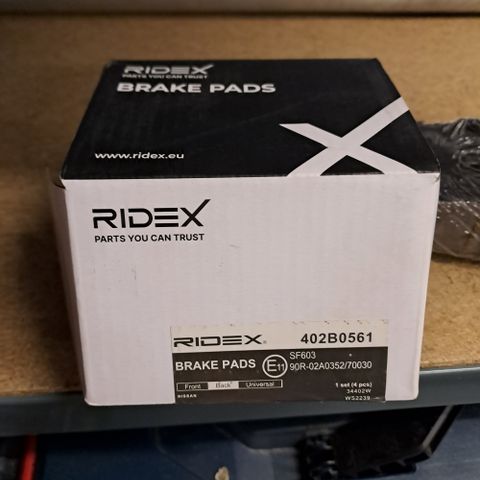 RIDEX
PARTS YOU CAN TRUST
BRAKE PADS
www.ridex.eu
RIDEX
PARTS YOU CAN TRUST
RIDEX® 402B0561
BRAKE PADS E11 SF603
90R-02A0352/70030
Front Back Universal 1 set (4 pcs)
34402W
NISSAN WS2239